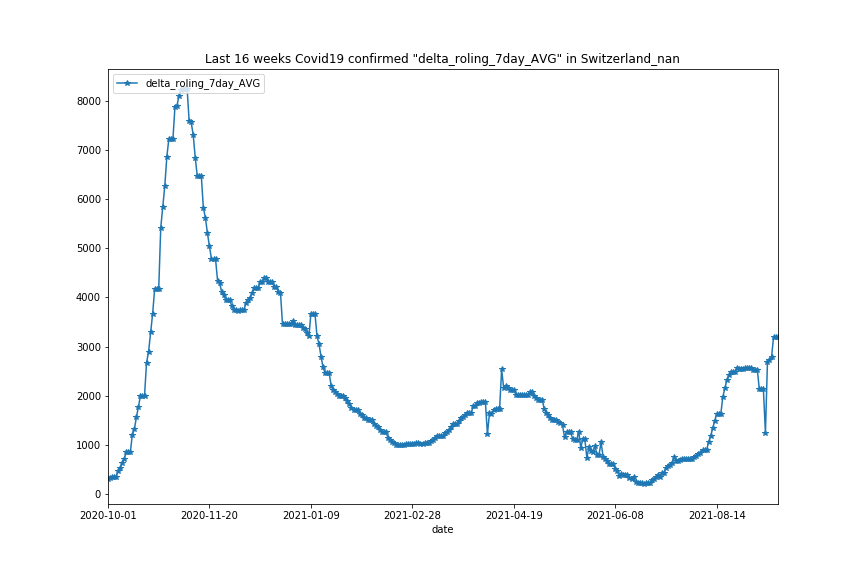 Last 16 weeks Covid19 confirmed "delta_roling_7day_AVG" in Switzerland_nan
delta_roling_7day_AVG
8000
7000
6000
5000
4000
3000
2000
1000
0
2020-10-01 2020-11-20 2021-01-09 2021-02-28 2021-04-19 2021-06-08 2021-08-14
date